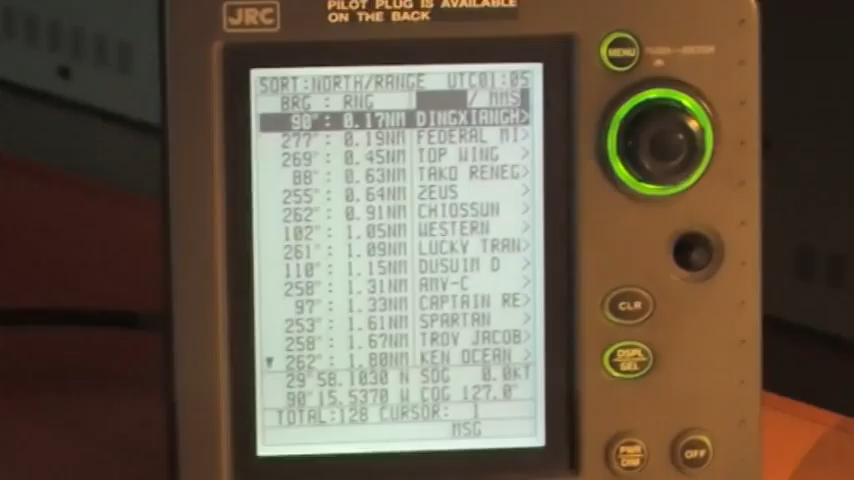 JRC
PILOT PLUG IS AVAILABLE
ON THE BACK
MENU
SORT:NORTH/RANGE UTC01:05
BRG : RNG / MMS
90°: 0.17NM DINGXIANGH>
277°: 0.19NM FEDERAL MI>
269°: 0.45NM TOP WING >
88°: 0.63NM TAKO RENEG>
255°: 0.64NM ZEUS >
262°: 0.91NM CHIOSSUN >
102°: 1.05NM WESTERN >
261°: 1.09NM LUCKY TRAN>
110°: 1.15NM DUSUIM D >
258°: 1.31NM AMY-C >
97°: 1.33NM CAPTAIN RE>
253°: 1.61NM SPARTAN >
258°: 1.67NM TROY JACOB>
▼ 262°: 1.80NM KEN OCEAN >
29°58.1030 N SOG 0.0KT
90°15.5370 W COG 127.0°
TOTAL:128 CURSOR: 1
MSG
CLR
DSPL/SEL
PWR/DIM
OFF